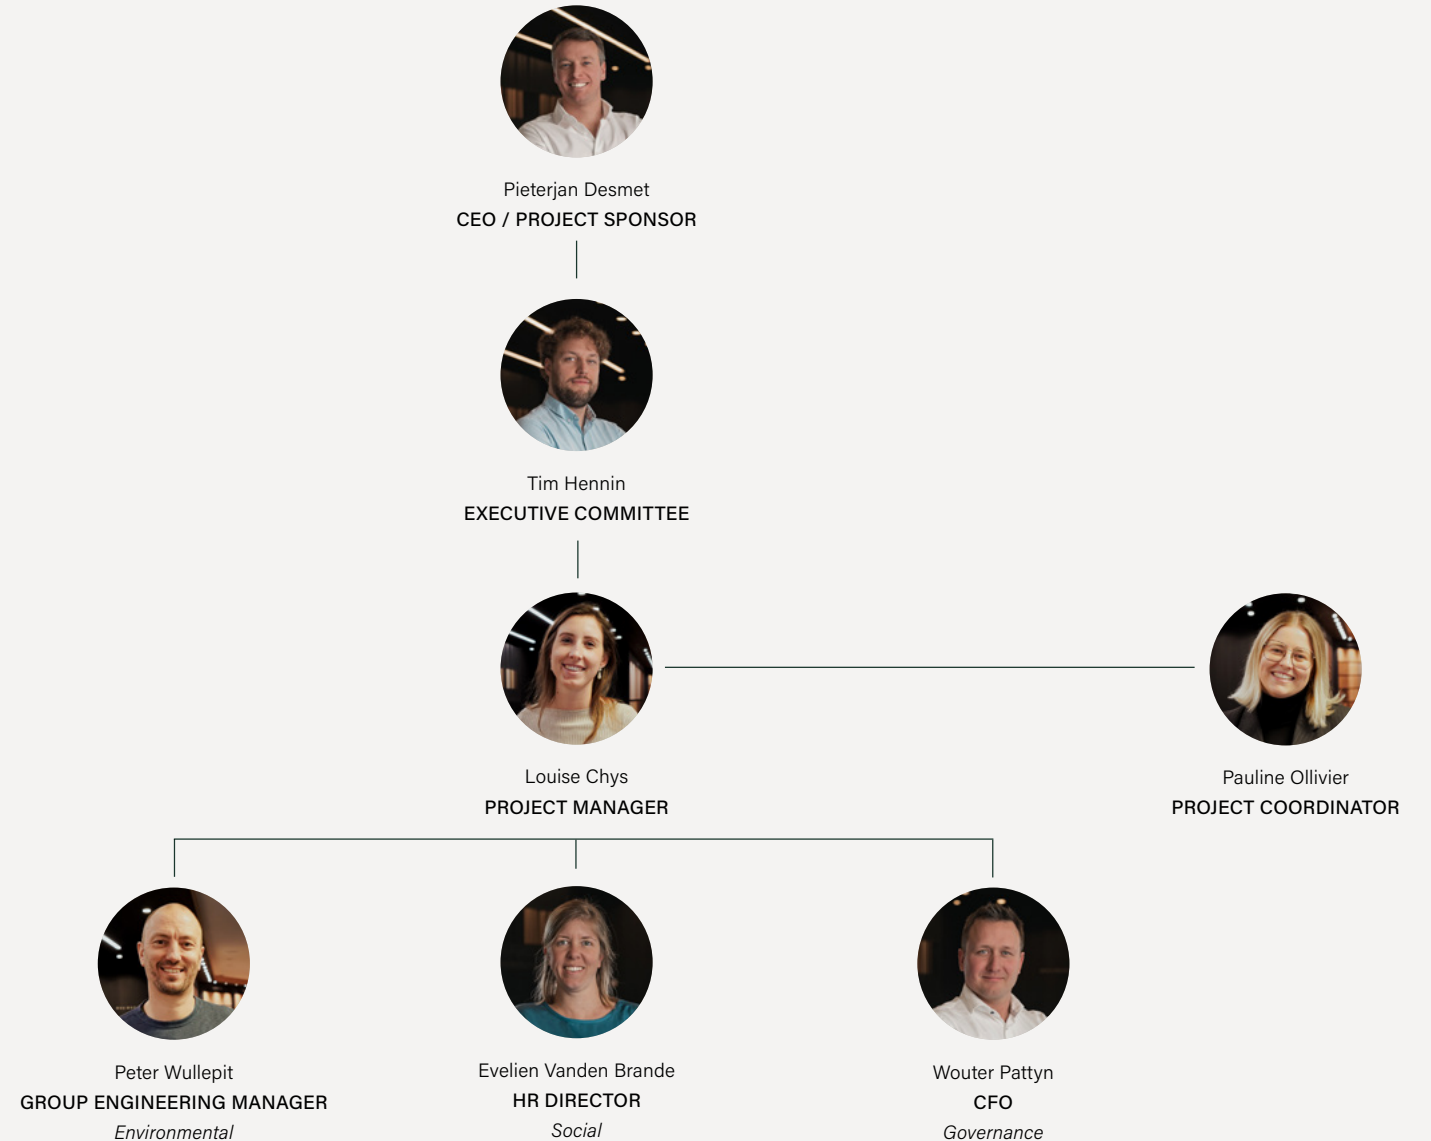 Pieterjan Desmet
CEO / PROJECT SPONSOR
Tim Hennin
EXECUTIVE COMMITTEE
Louise Chys
PROJECT MANAGER
Pauline Ollivier
PROJECT COORDINATOR
Peter Wullepit
GROUP ENGINEERING MANAGER
Environmental
Evelien Vanden Brande
HR DIRECTOR
Social
Wouter Pattyn
CFO
Governance